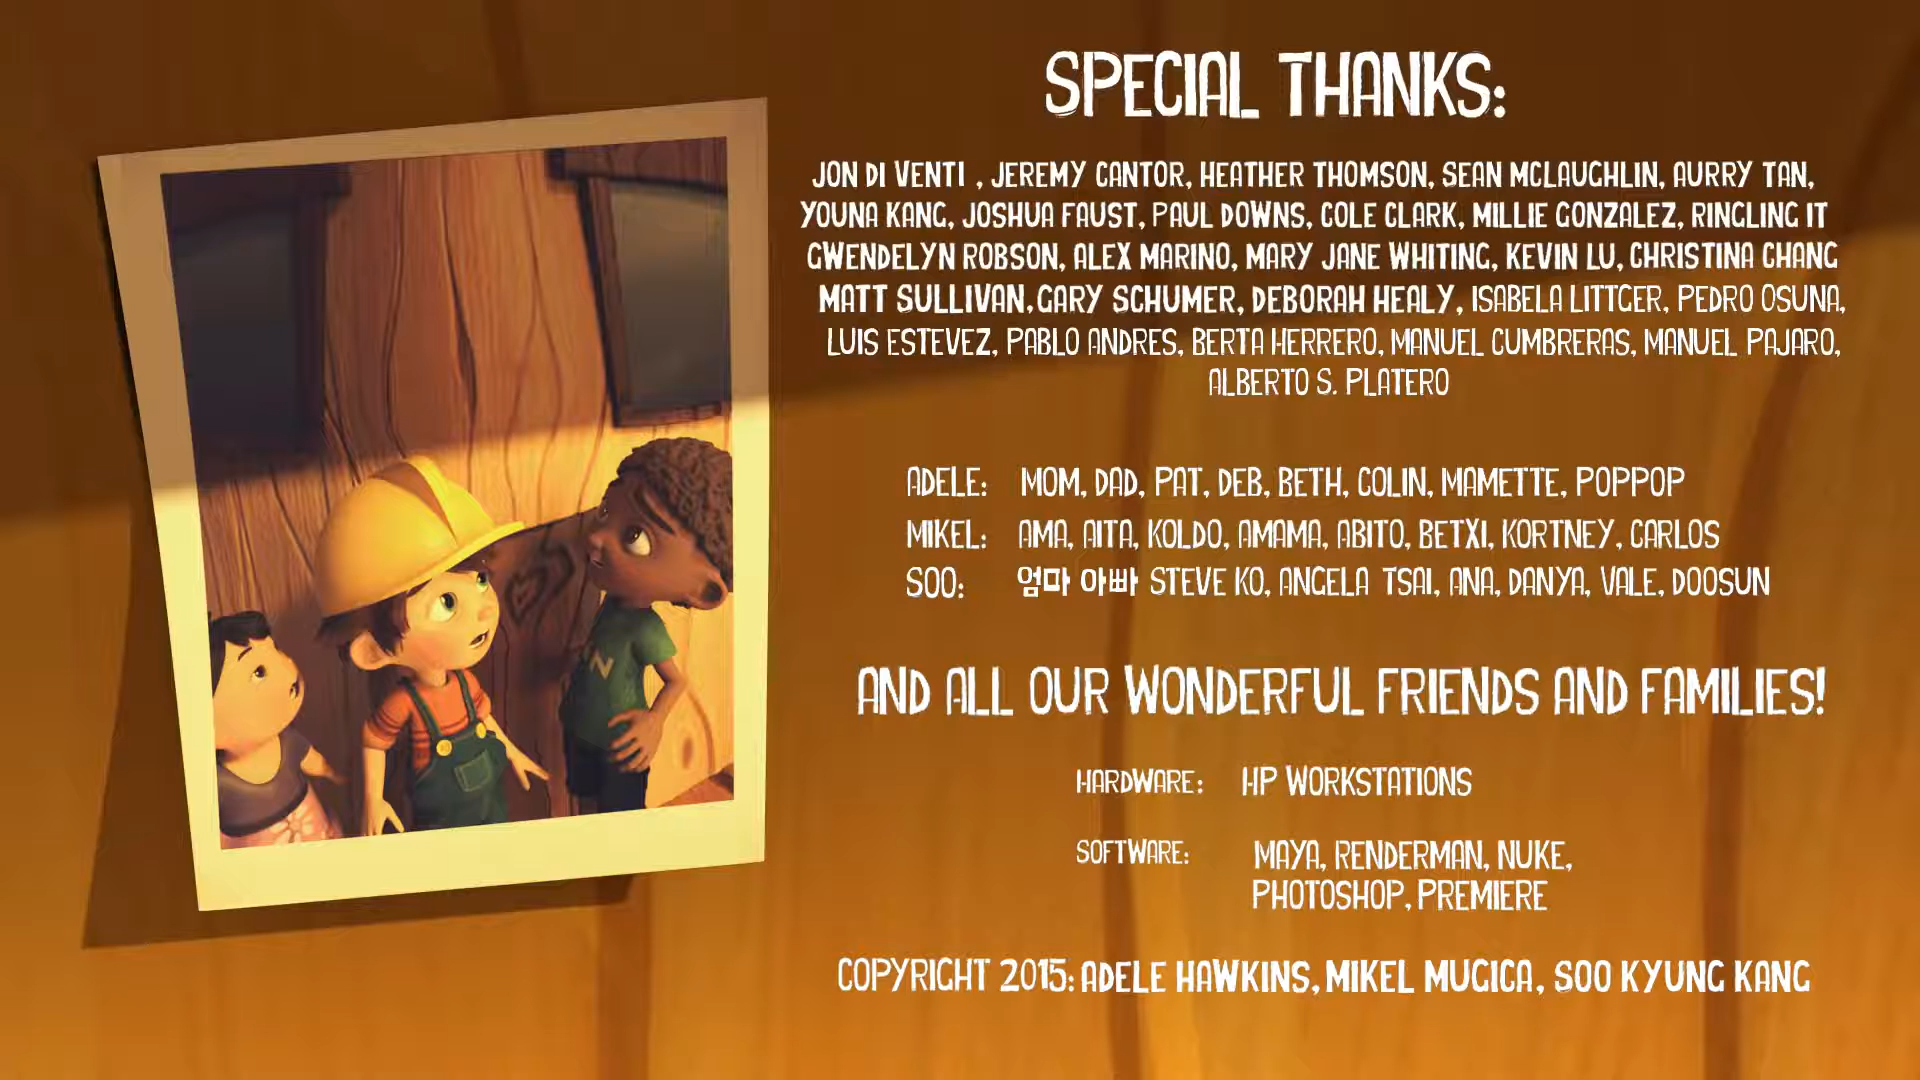 SPECIAL THANKS:
JON DI VENTI , JEREMY CANTOR, HEATHER THOMSON, SEAN MCLAUGHLIN, AURRY TAN,
YOUNA KANG, JOSHUA FAUST, PAUL DOWNS, COLE CLARK, MILLIE GONZALEZ, RINGLING IT
GWENDELYN ROBSON, ALEX MARINO, MARY JANE WHITING, KEVIN LU, CHRISTINA CHANG
MATT SULLIVAN, GARY SCHUMER, DEBORAH HEALY, ISABELA LITTGER, PEDRO OSUNA,
LUIS ESTEVEZ, PABLO ANDRES, BERTA HERRERO, MANUEL CUMBRERAS, MANUEL PAJARO,
ALBERTO S. PLATERO
ADELE: MOM, DAD, PAT, DEB, BETH, COLIN, MAMETTE, POPPOP
MIKEL: AMA, AITA, KOLDO, AMAMA, ABITO, BETXI, KORTNEY, CARLOS
SOO: 엄마 아빠 STEVE KO, ANGELA TSAI, ANA, DANYA, VALE, DOOSUN
AND ALL OUR WONDERFUL FRIENDS AND FAMILIES!
HARDWARE: HP WORKSTATIONS
SOFTWARE: MAYA, RENDERMAN, NUKE,
PHOTOSHOP, PREMIERE
COPYRIGHT 2015: ADELE HAWKINS, MIKEL MUGICA, SOO KYUNG KANG